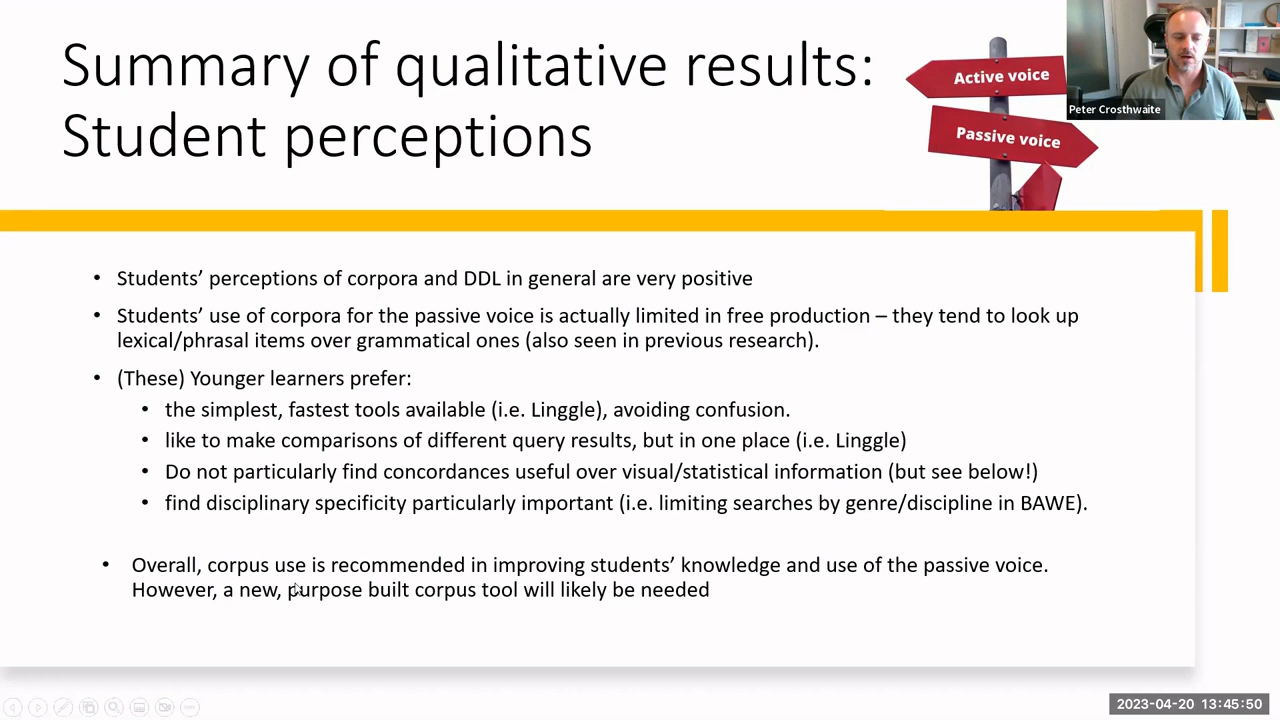 Summary of qualitative results:
Student perceptions
Active voice
Passive voice
Peter Crosthwaite
• Students’ perceptions of corpora and DDL in general are very positive
• Students’ use of corpora for the passive voice is actually limited in free production – they tend to look up
lexical/phrasal items over grammatical ones (also seen in previous research).
• (These) Younger learners prefer:
• the simplest, fastest tools available (i.e. Linggle), avoiding confusion.
• like to make comparisons of different query results, but in one place (i.e. Linggle)
• Do not particularly find concordances useful over visual/statistical information (but see below!)
• find disciplinary specificity particularly important (i.e. limiting searches by genre/discipline in BAWE).
• Overall, corpus use is recommended in improving students’ knowledge and use of the passive voice.
However, a new, purpose built corpus tool will likely be needed
2023-04-20 13:45:50